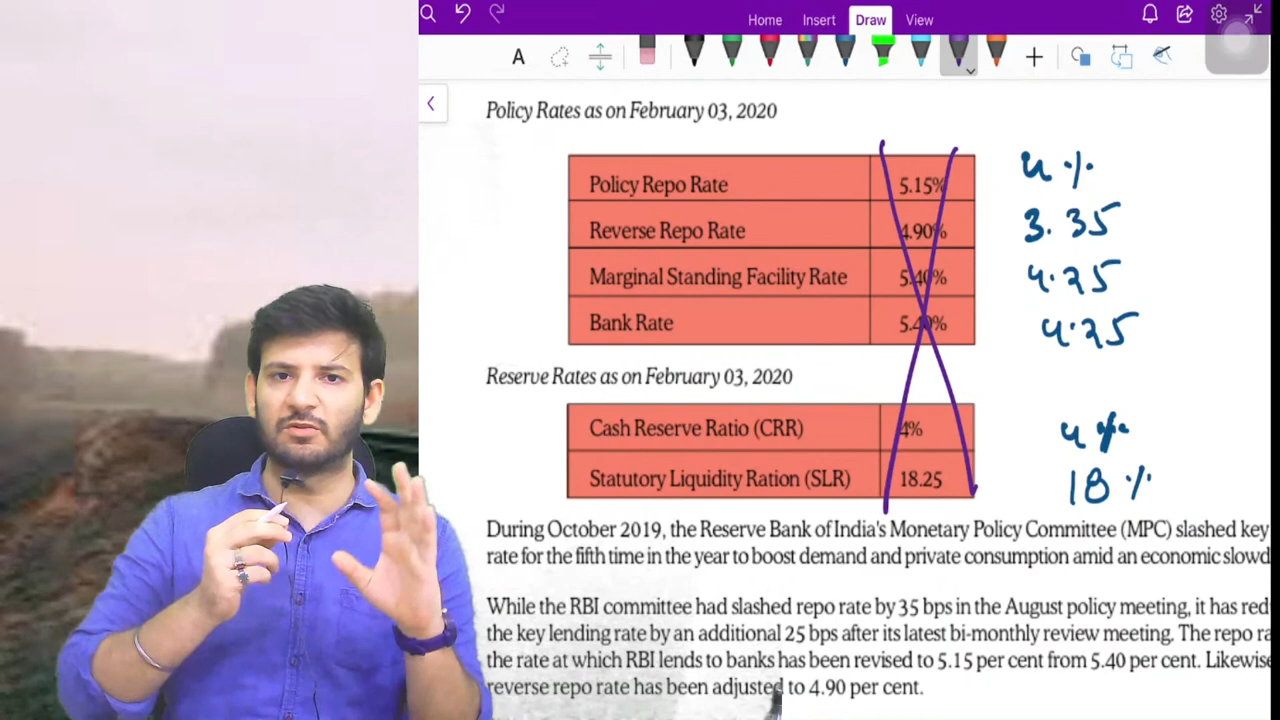 Home Insert Draw View
A
Policy Rates as on February 03, 2020
Policy Repo Rate 5.15% 4%
Reverse Repo Rate 4.90% 3.35
Marginal Standing Facility Rate 5.40% 4.25
Bank Rate 5.40% 4.25
Reserve Rates as on February 03, 2020
Cash Reserve Ratio (CRR) 4% 4%
Statutory Liquidity Ration (SLR) 18.25 18%
During October 2019, the Reserve Bank of India's Monetary Policy Committee (MPC) slashed key
rate for the fifth time in the year to boost demand and private consumption amid an economic slowd
While the RBI committee had slashed repo rate by 35 bps in the August policy meeting, it has red
the key lending rate by an additional 25 bps after its latest bi-monthly review meeting. The repo ra
the rate at which RBI lends to banks has been revised to 5.15 per cent from 5.40 per cent. Likewise
reverse repo rate has been adjusted to 4.90 per cent.